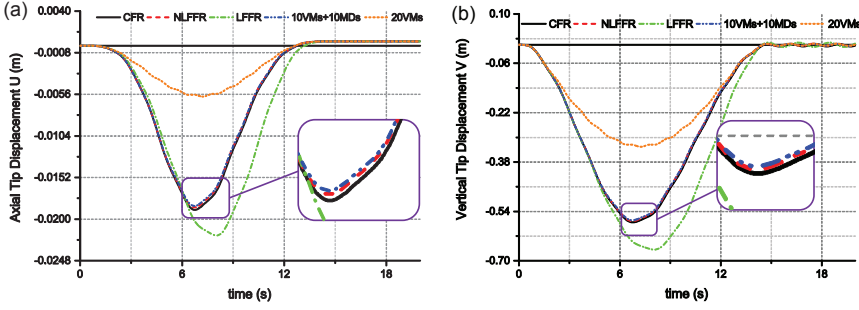 (a)
CFR NLFFR LFFR 10VMs+10MDs 20VMs
Axial Tip Displacement U (m)
0.0040
-0.0008
-0.0056
-0.0104
-0.0152
-0.0200
-0.0248
0 6 12 18
time (s)
(b)
CFR NLFFR LFFR 10VMs+10MDs 20VMs
Vertical Tip Displacement V (m)
-0.06
-0.22
-0.38
-0.54
-0.70
0 6 12 18
time (s)